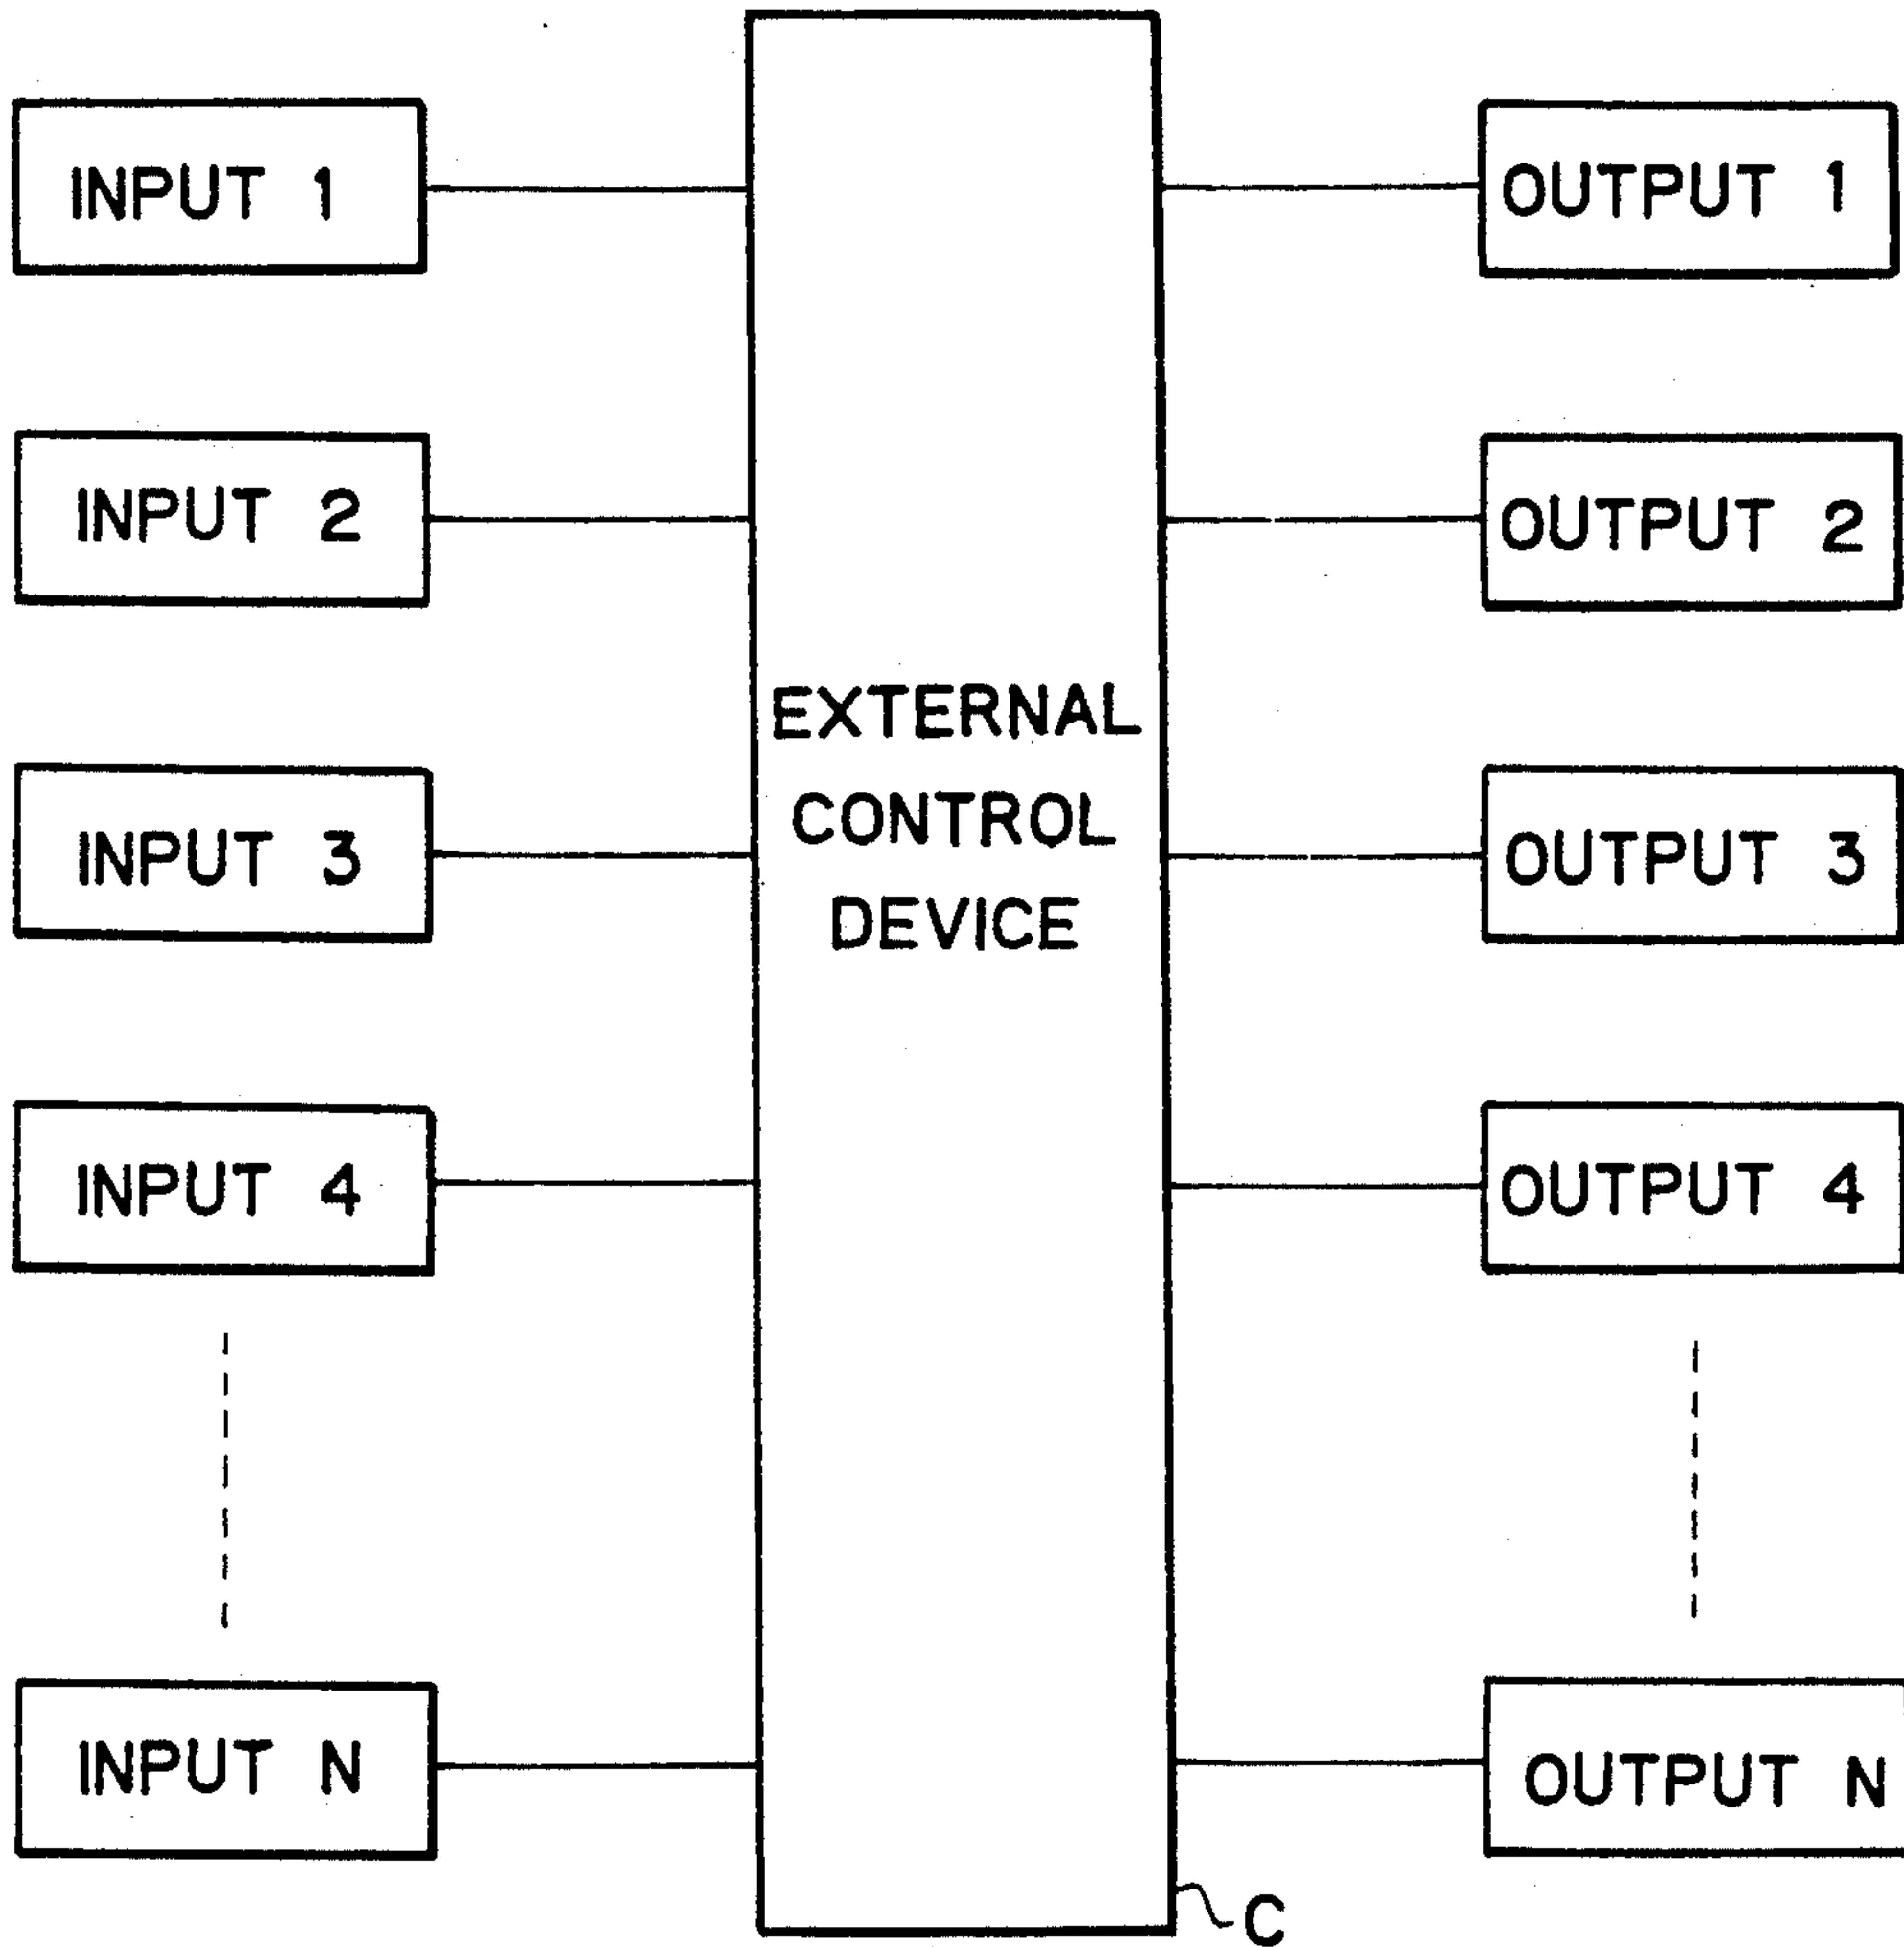 INPUT 1
INPUT 2
INPUT 3
INPUT 4
INPUT N
EXTERNAL
CONTROL
DEVICE
OUTPUT 1
OUTPUT 2
OUTPUT 3
OUTPUT 4
OUTPUT N
C